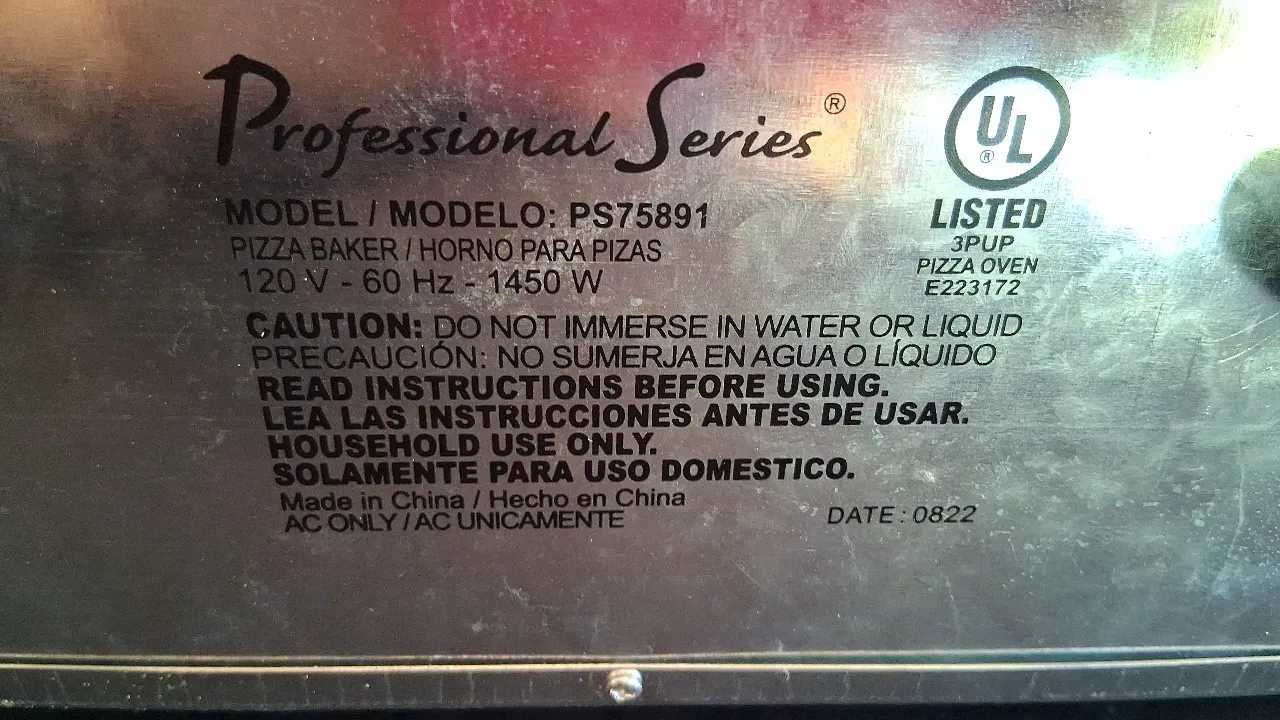 Professional Series ®
UL ®
LISTED
3PUP
PIZZA OVEN
E223172
MODEL / MODELO: PS75891
PIZZA BAKER / HORNO PARA PIZAS
120 V - 60 Hz - 1450 W
CAUTION: DO NOT IMMERSE IN WATER OR LIQUID
PRECAUCIÓN: NO SUMERJA EN AGUA O LÍQUIDO
READ INSTRUCTIONS BEFORE USING.
LEA LAS INSTRUCCIONES ANTES DE USAR.
HOUSEHOLD USE ONLY.
SOLAMENTE PARA USO DOMESTICO.
Made in China / Hecho en China
AC ONLY / AC UNICAMENTE
DATE : 0822